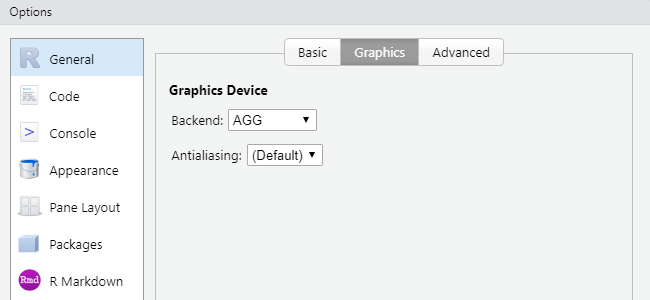 Options
R General
Code
> Console
Appearance
Pane Layout
Packages
Rmd R Markdown
Basic Graphics Advanced
Graphics Device
Backend: AGG
Antialiasing: (Default)